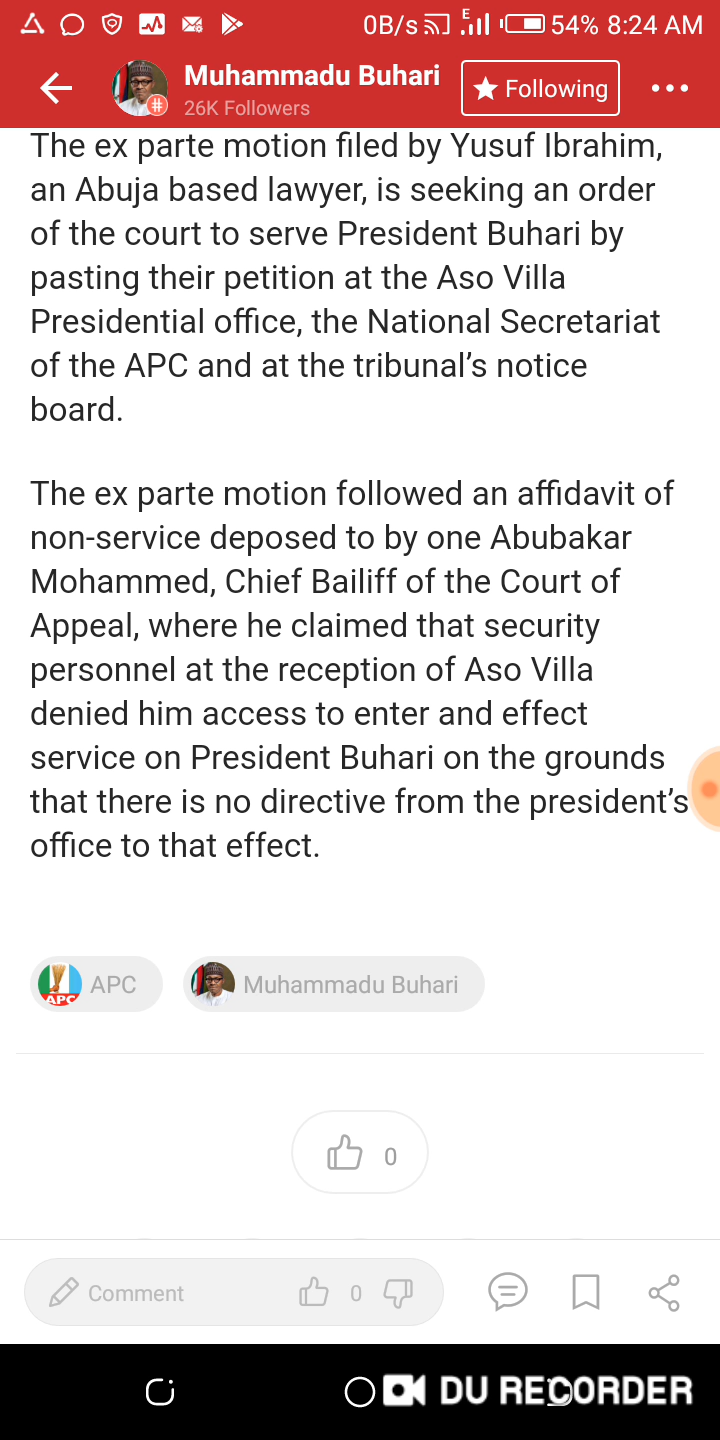 0B/s E 54% 8:24 AM
Muhammadu Buhari
26K Followers
Following
The ex parte motion filed by Yusuf Ibrahim,
an Abuja based lawyer, is seeking an order
of the court to serve President Buhari by
pasting their petition at the Aso Villa
Presidential office, the National Secretariat
of the APC and at the tribunal's notice
board.
The ex parte motion followed an affidavit of
non-service deposed to by one Abubakar
Mohammed, Chief Bailiff of the Court of
Appeal, where he claimed that security
personnel at the reception of Aso Villa
denied him access to enter and effect
service on President Buhari on the grounds
that there is no directive from the president's
office to that effect.
APC APC Muhammadu Buhari
0
Comment 0
DU RECORDER